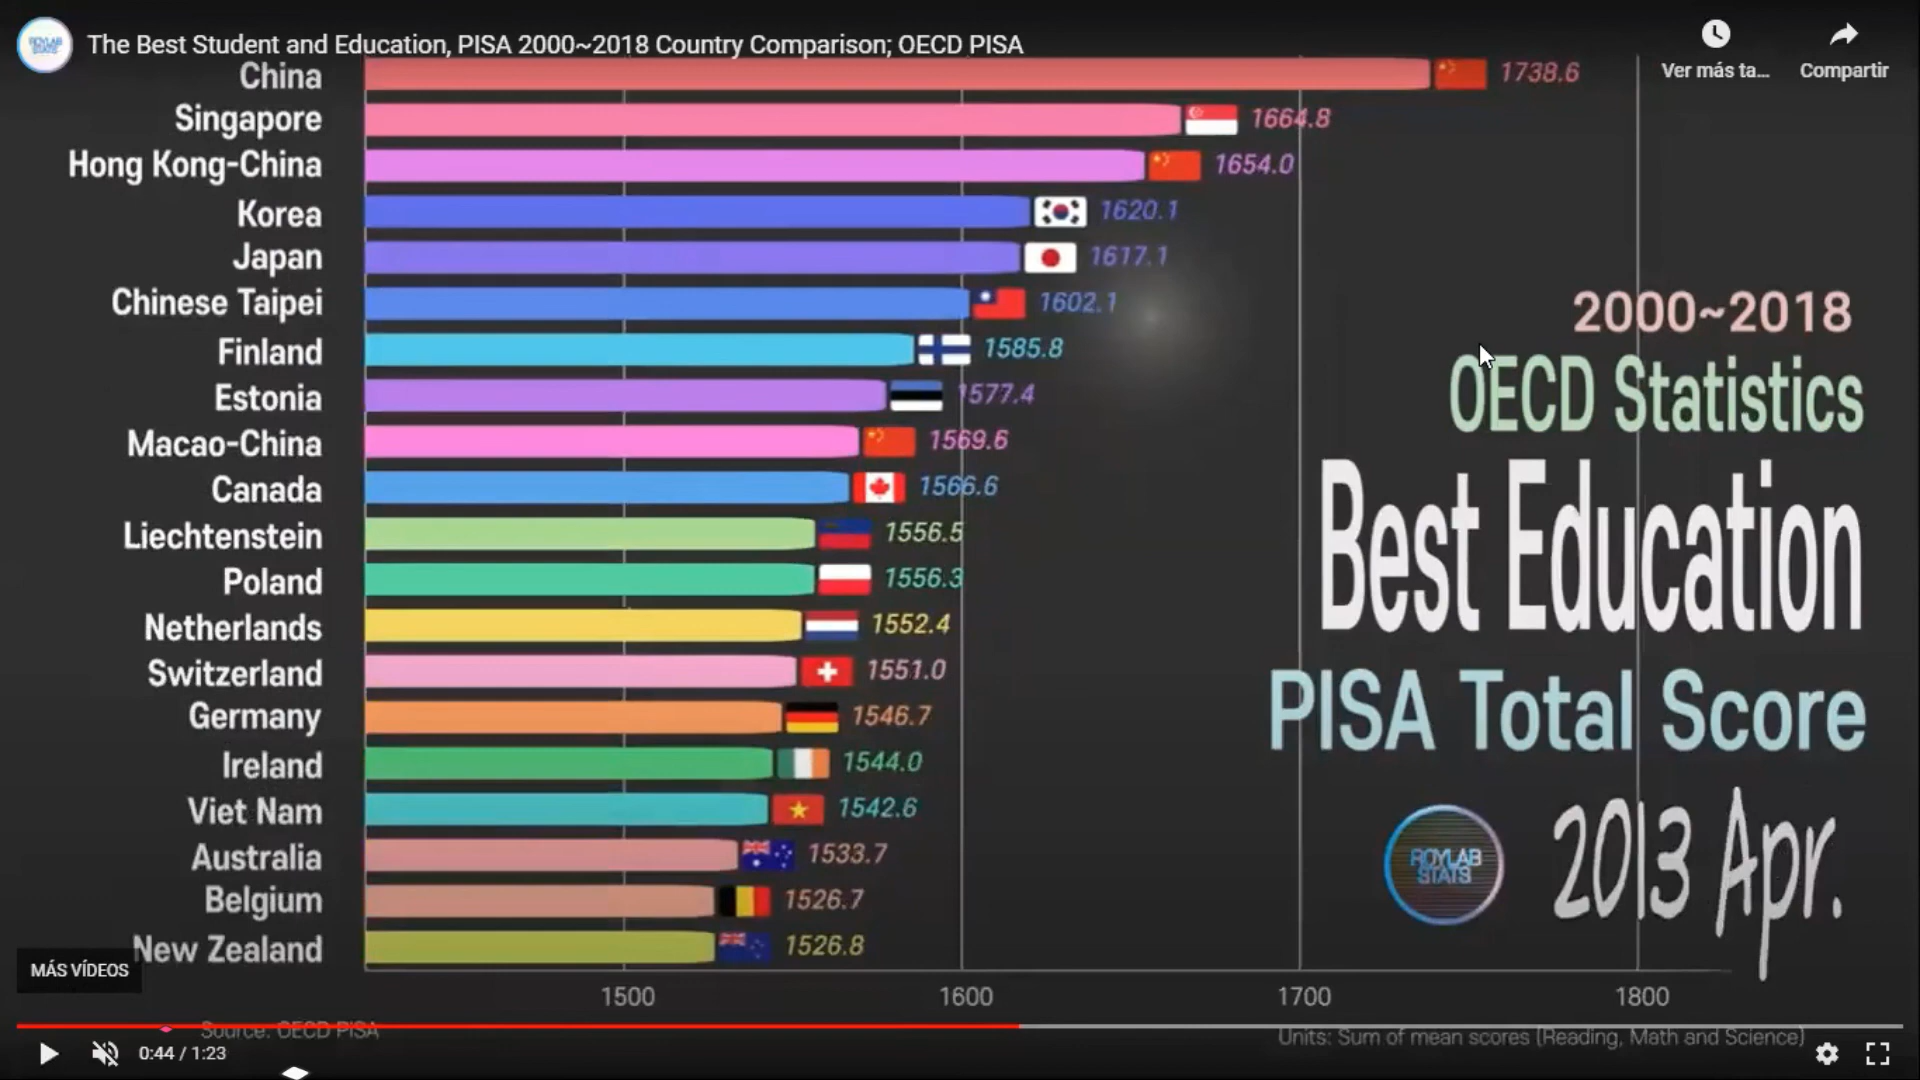 The Best Student and Education, PISA 2000~2018 Country Comparison; OECD PISA
Ver más ta...
Compartir
China 1738.6
Singapore 1664.8
Hong Kong-China 1654.0
Korea 1620.1
Japan 1617.1
Chinese Taipei 1602.1
Finland 1585.8
Estonia 1577.4
Macao-China 1569.6
Canada 1566.6
Liechtenstein 1556.5
Poland 1556.3
Netherlands 1552.4
Switzerland 1551.0
Germany 1546.7
Ireland 1544.0
Viet Nam 1542.6
Australia 1533.7
Belgium 1526.7
New Zealand 1526.8
2000~2018
OECD Statistics
Best Education
PISA Total Score
ROYLAB
STATS
2013 Apr.
MÁS VÍDEOS
1500 1600 1700 1800
Source: OECD PISA
Units: Sum of mean scores (Reading, Math and Science)
0:44 / 1:23